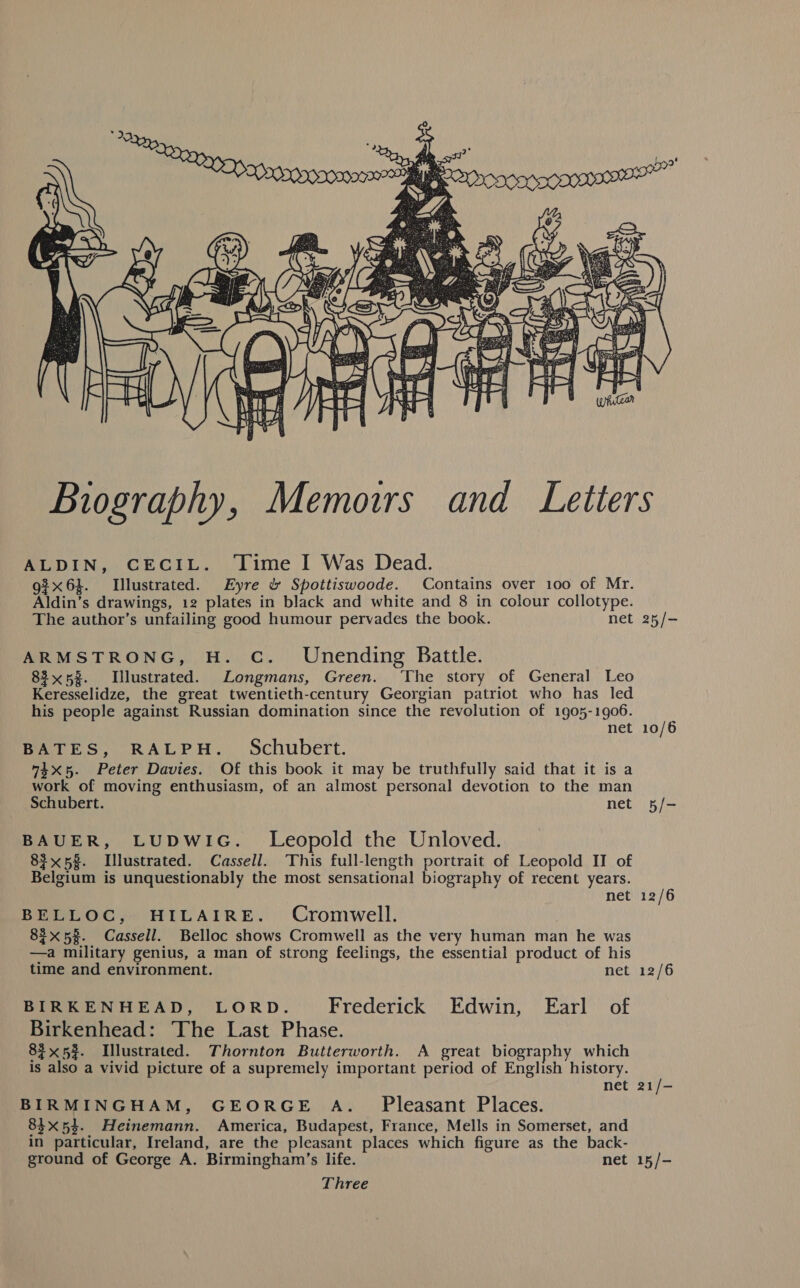 Whitear
Biography, Memoirs and Letters
ALDIN, CECIL. Time I Was Dead.
9¾×6¼. Illustrated. Eyre & Spottiswoode. Contains over 100 of Mr.
Aldin's drawings, 12 plates in black and white and 8 in colour collotype.
The author's unfailing good humour pervades the book. net 25/-
ARMSTRONG, H. C. Unending Battle.
8¾×5⅝. Illustrated. Longmans, Green. The story of General Leo
Keresselidze, the great twentieth-century Georgian patriot who has led
his people against Russian domination since the revolution of 1905-1906.
net 10/6
BATES, RALPH. Schubert.
7¼×5. Peter Davies. Of this book it may be truthfully said that it is a
work of moving enthusiasm, of an almost personal devotion to the man
Schubert. net 5/-
BAUER, LUDWIG. Leopold the Unloved.
8¾×5⅝. Illustrated. Cassell. This full-length portrait of Leopold II of
Belgium is unquestionably the most sensational biography of recent years.
net 12/6
BELLOC, HILAIRE. Cromwell.
8¾×5⅝. Cassell. Belloc shows Cromwell as the very human man he was
—a military genius, a man of strong feelings, the essential product of his
time and environment. net 12/6
BIRKENHEAD, LORD. Frederick Edwin, Earl of
Birkenhead: The Last Phase.
8¾×5¾. Illustrated. Thornton Butterworth. A great biography which
is also a vivid picture of a supremely important period of English history.
net 21/-
BIRMINGHAM, GEORGE A. Pleasant Places.
8½×5½. Heinemann. America, Budapest, France, Mells in Somerset, and
in particular, Ireland, are the pleasant places which figure as the back-
ground of George A. Birmingham's life. net 15/-
Three